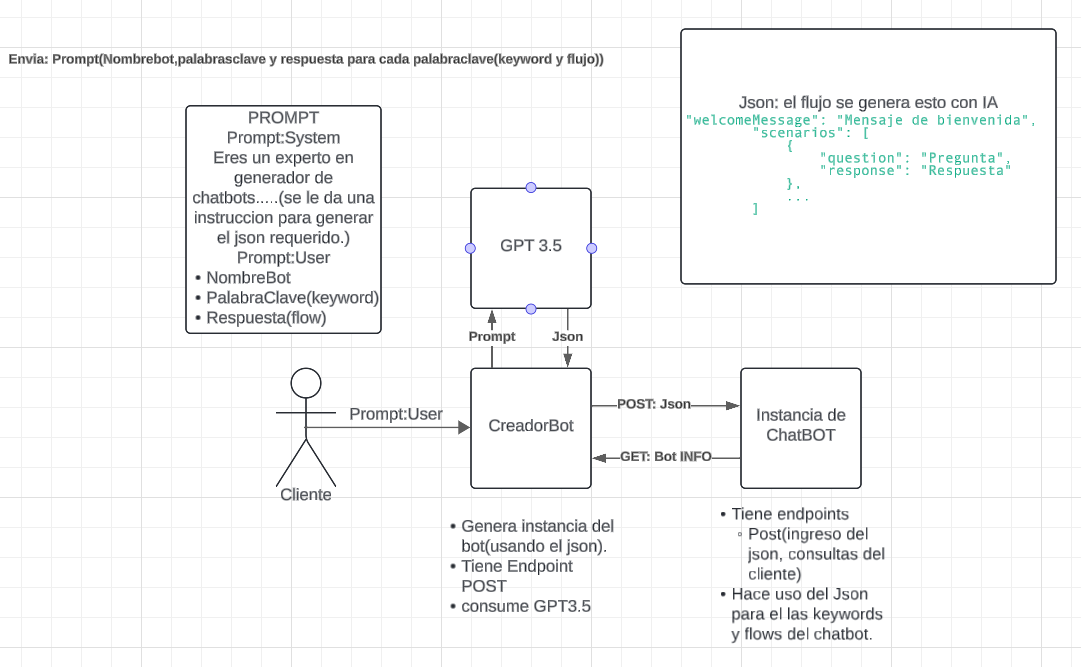 Envia: Prompt(Nombrebot,palabrasclave y respuesta para cada palabraclave(keyword y flujo))
PROMPT
Prompt:System
Eres un experto en
generador de
chatbots.....(se le da una
instruccion para generar
el json requerido.)
Prompt:User
• NombreBot
• PalabraClave(keyword)
• Respuesta(flow)
Json: el flujo se genera esto con IA
"welcomeMessage": "Mensaje de bienvenida",
"scenarios": [
{
"question": "Pregunta",
"response": "Respuesta"
},
...
]
GPT 3.5
Prompt
Json
Prompt:User
Cliente
CreadorBot
POST: Json
GET: Bot INFO
Instancia de
ChatBOT
• Genera instancia del
bot(usando el json).
• Tiene Endpoint
POST
• consume GPT3.5
• Tiene endpoints
◦ Post(ingreso del
json, consultas del
cliente)
• Hace uso del Json
para el las keywords
y flows del chatbot.